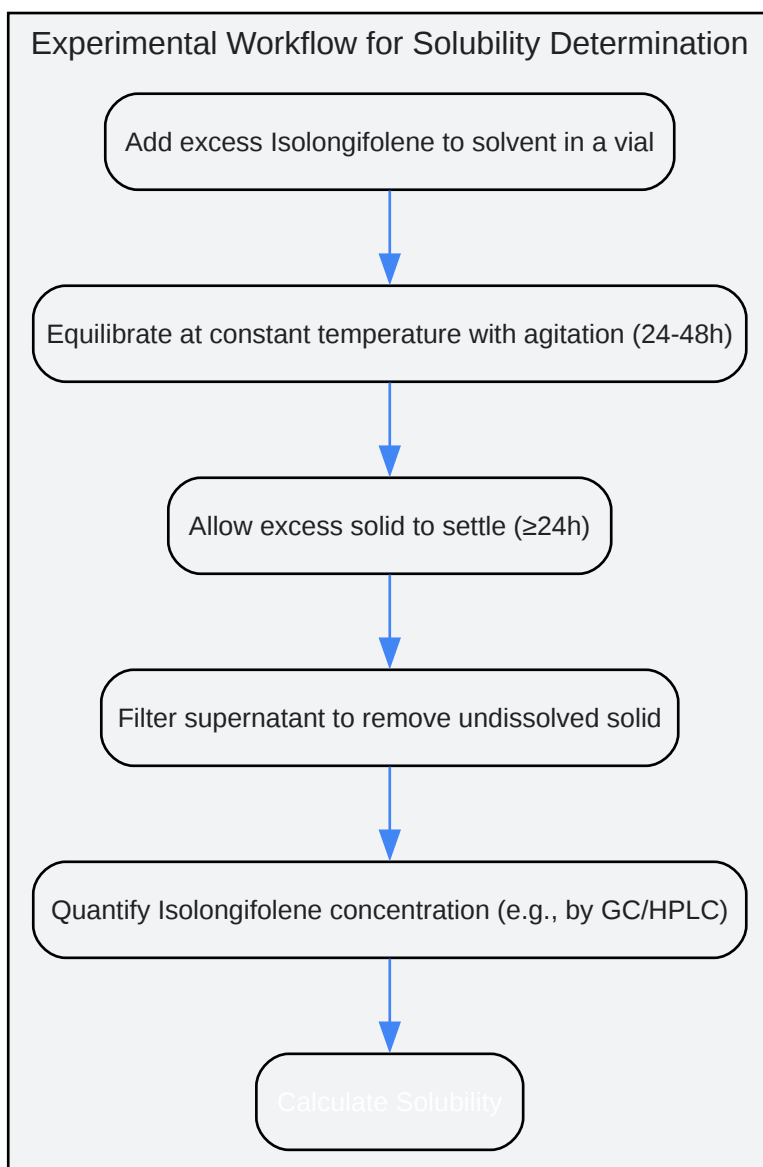 Experimental Workflow for Solubility Determination
Add excess Isolongifolene to solvent in a vial
Equilibrate at constant temperature with agitation (24-48h)
Allow excess solid to settle (≥24h)
Filter supernatant to remove undissolved solid
Quantify Isolongifolene concentration (e.g., by GC/HPLC)
Calculate Solubility